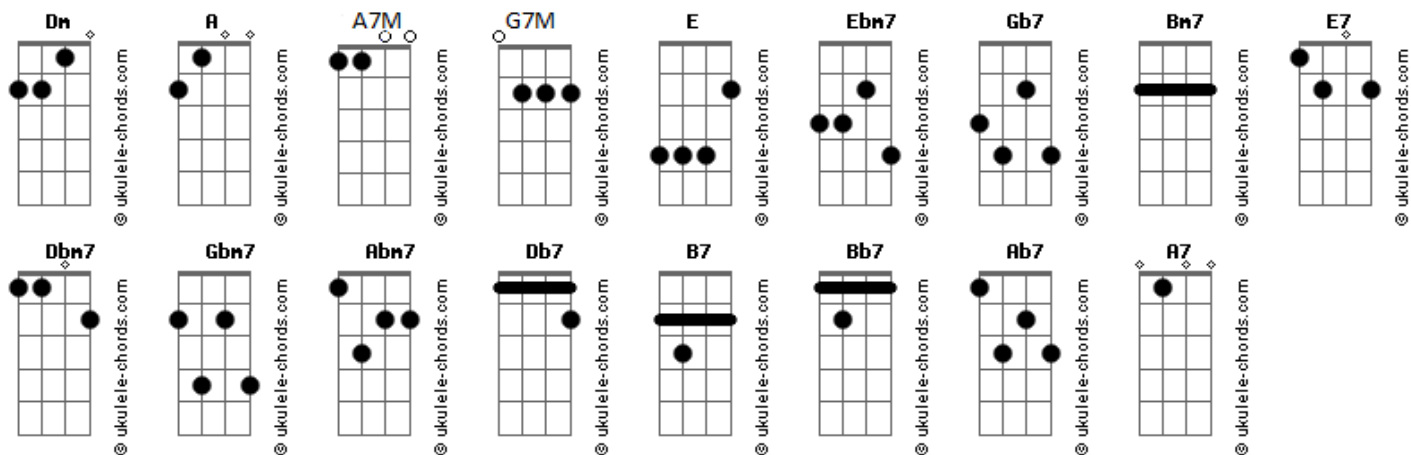 Dm A A7M G7M E Ebm7 Gb7 Bm7 E7
© ukulele-chords.com © ukulele-chords.com © ukulele-chords.com © ukulele-chords.com © ukulele-chords.com © ukulele-chords.com © ukulele-chords.com © ukulele-chords.com © ukulele-chords.com
Dbm7 Gbm7 Abm7 Db7 B7 Bb7 Ab7 A7
© ukulele-chords.com © ukulele-chords.com © ukulele-chords.com © ukulele-chords.com © ukulele-chords.com © ukulele-chords.com © ukulele-chords.com © ukulele-chords.com